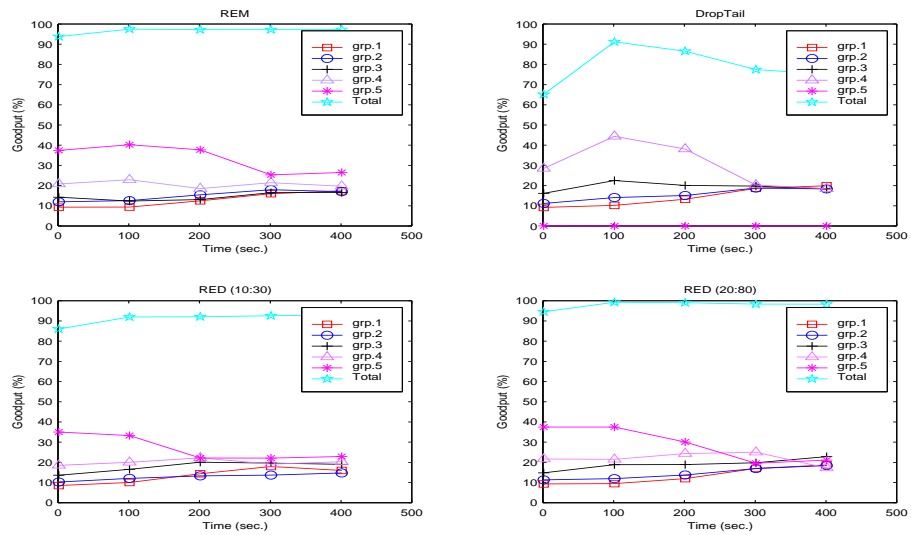 REM
Goodput (%)
100
90
80
70
60
50
40
30
20
10
0
0 100 200 300 400 500
Time (sec.)
grp.1
grp.2
grp.3
grp.4
grp.5
Total
DropTail
Goodput (%)
100
90
80
70
60
50
40
30
20
10
0
0 100 200 300 400 500
Time (sec.)
grp.1
grp.2
grp.3
grp.4
grp.5
Total
RED (10:30)
Goodput (%)
100
90
80
70
60
50
40
30
20
10
0
0 100 200 300 400 500
Time (sec.)
grp.1
grp.2
grp.3
grp.4
grp.5
Total
RED (20:80)
Goodput (%)
100
90
80
70
60
50
40
30
20
10
0
0 100 200 300 400 500
Time (sec.)
grp.1
grp.2
grp.3
grp.4
grp.5
Total